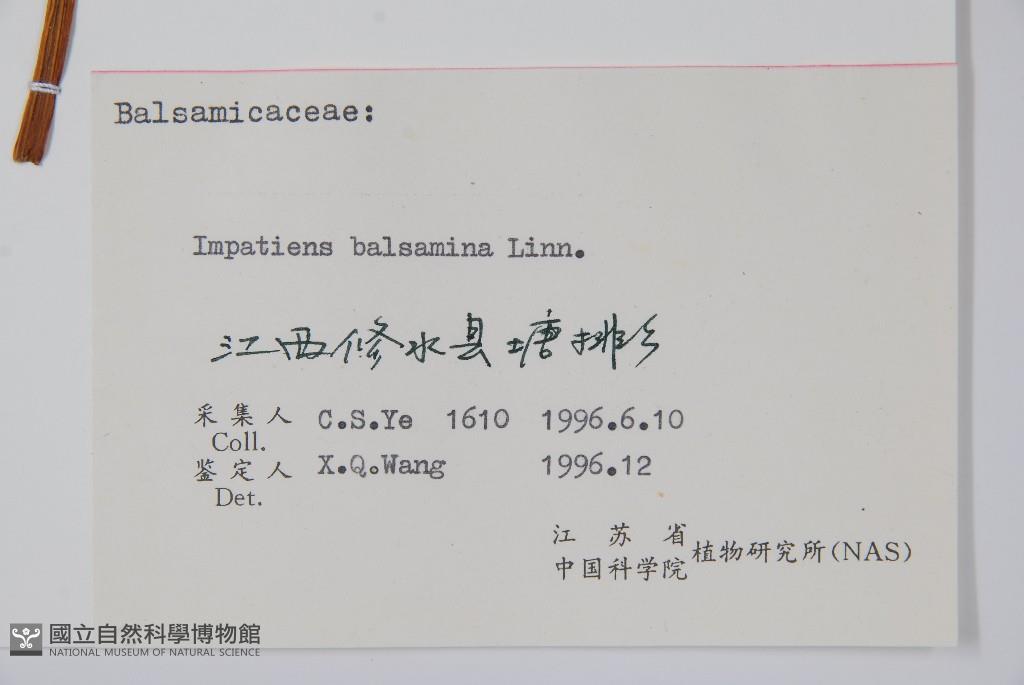 Balsamicaceae:
Impatiens balsamina Linn.
江西修水县塘排乡
采集人 C.S.Ye 1610 1996.6.10
Coll.
鉴定人 X.Q.Wang 1996.12
Det.
江苏省
中国科学院
植物研究所(NAS)
國立自然科學博物館
NATIONAL MUSEUM OF NATURAL SCIENCE